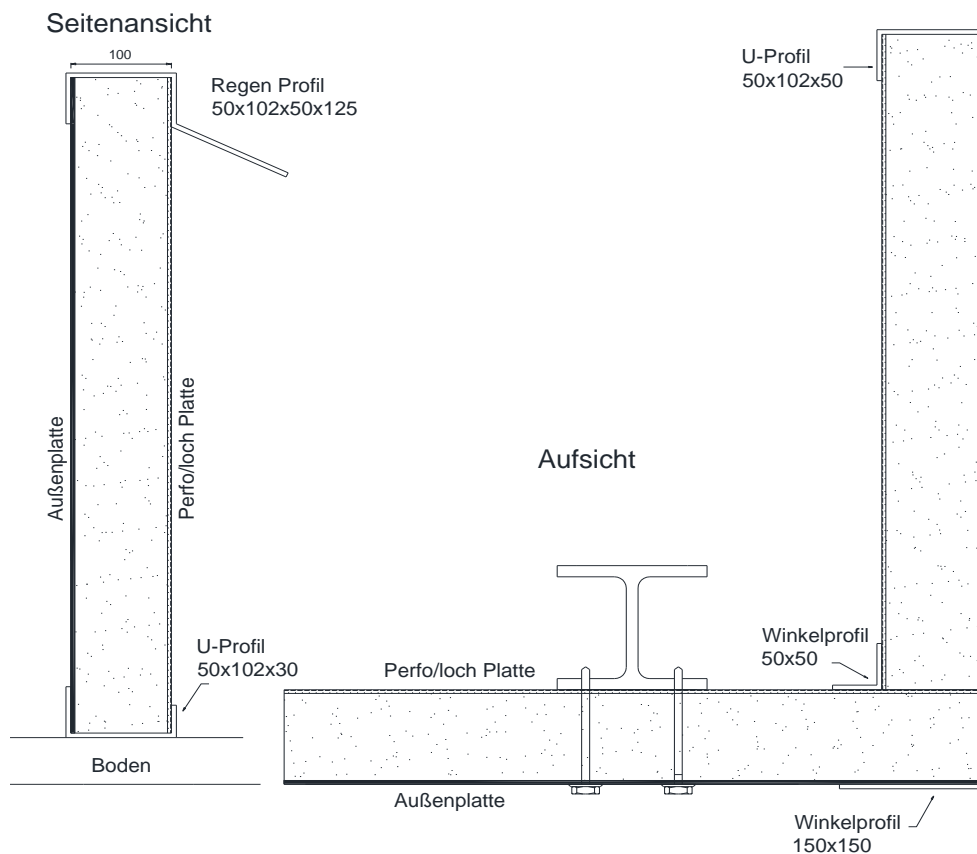 Seitenansicht
100
Regen Profil
50x102x50x125
Außenplatte
Perfo/loch Platte
U-Profil
50x102x30
Boden
U-Profil
50x102x50
Aufsicht
Perfo/loch Platte
Winkelprofil
50x50
Außenplatte
Winkelprofil
150x150